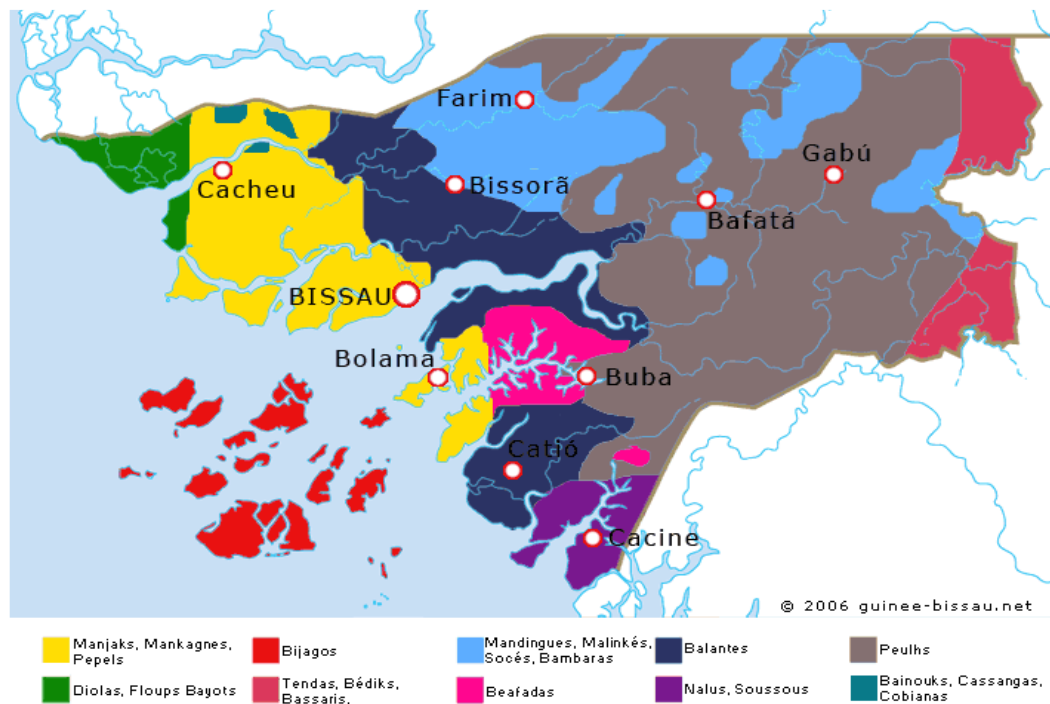 Farim
Gabú
Cacheu
Bissorã
Bafatá
BISSAU
Bolama
Buba
Catió
Cacine
© 2006 guinee-bissau.net
Manjaks, Mankagnes,
Pepels
Bijagos
Mandingues, Malinkés,
Socés, Bambaras
Balantes
Peulhs
Diolas, Floups Bayots
Tendas, Bédiks,
Bassaris.
Beafadas
Nalus, Soussous
Bainouks, Cassangas,
Cobianas